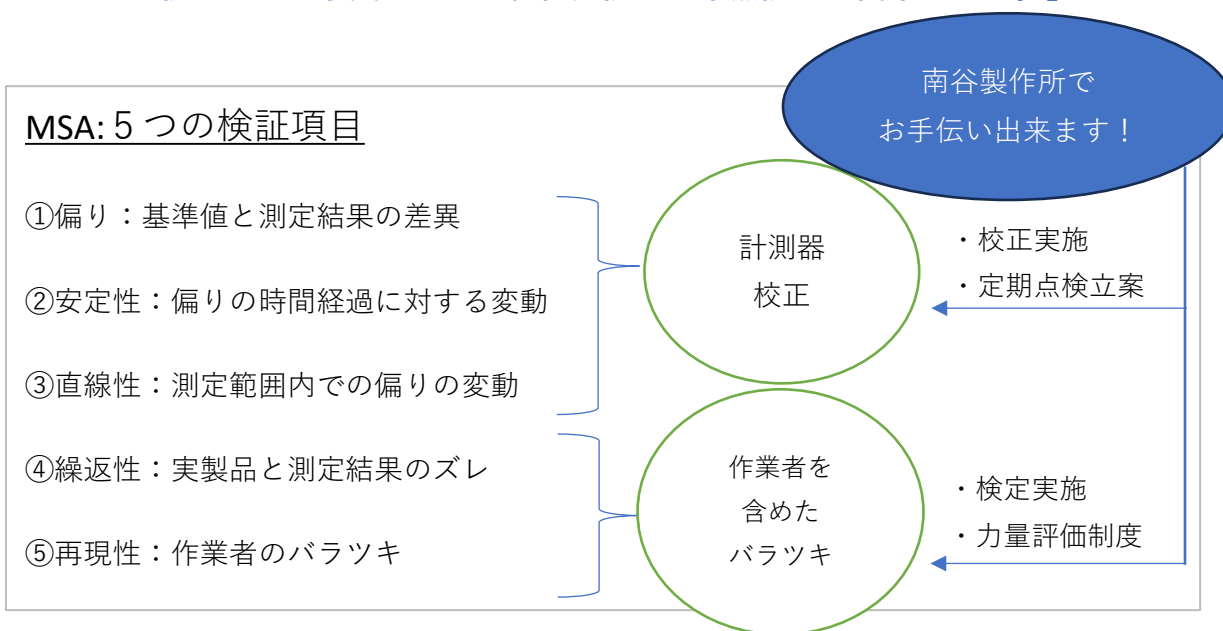 南谷製作所で
お手伝い出来ます！
MSA:５つの検証項目
①偏り：基準値と測定結果の差異
②安定性：偏りの時間経過に対する変動
③直線性：測定範囲内での偏りの変動
計測器
校正
・校正実施
・定期点検立案
④繰返性：実製品と測定結果のズレ
⑤再現性：作業者のバラツキ
作業者を
含めた
バラツキ
・検定実施
・力量評価制度